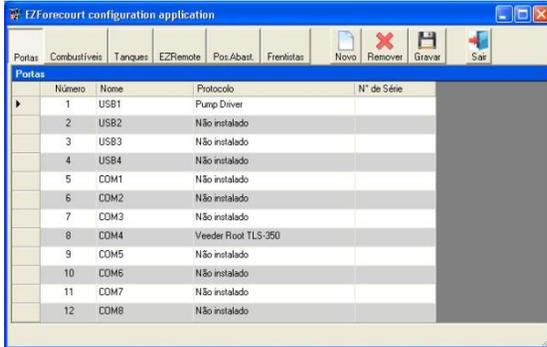 EZForecourt configuration application
Portas Combustíveis Tanques EZRemote Pos.Abast. Frentistas Novo Remover Gravar Sair
Portas
Número Nome Protocolo N° de Série
1 USB1 Pump Driver
2 USB2 Não instalado
3 USB3 Não instalado
4 USB4 Não instalado
5 COM1 Não instalado
6 COM2 Não instalado
7 COM3 Não instalado
8 COM4 Veeder Root TLS-350
9 COM5 Não instalado
10 COM6 Não instalado
11 COM7 Não instalado
12 COM8 Não instalado